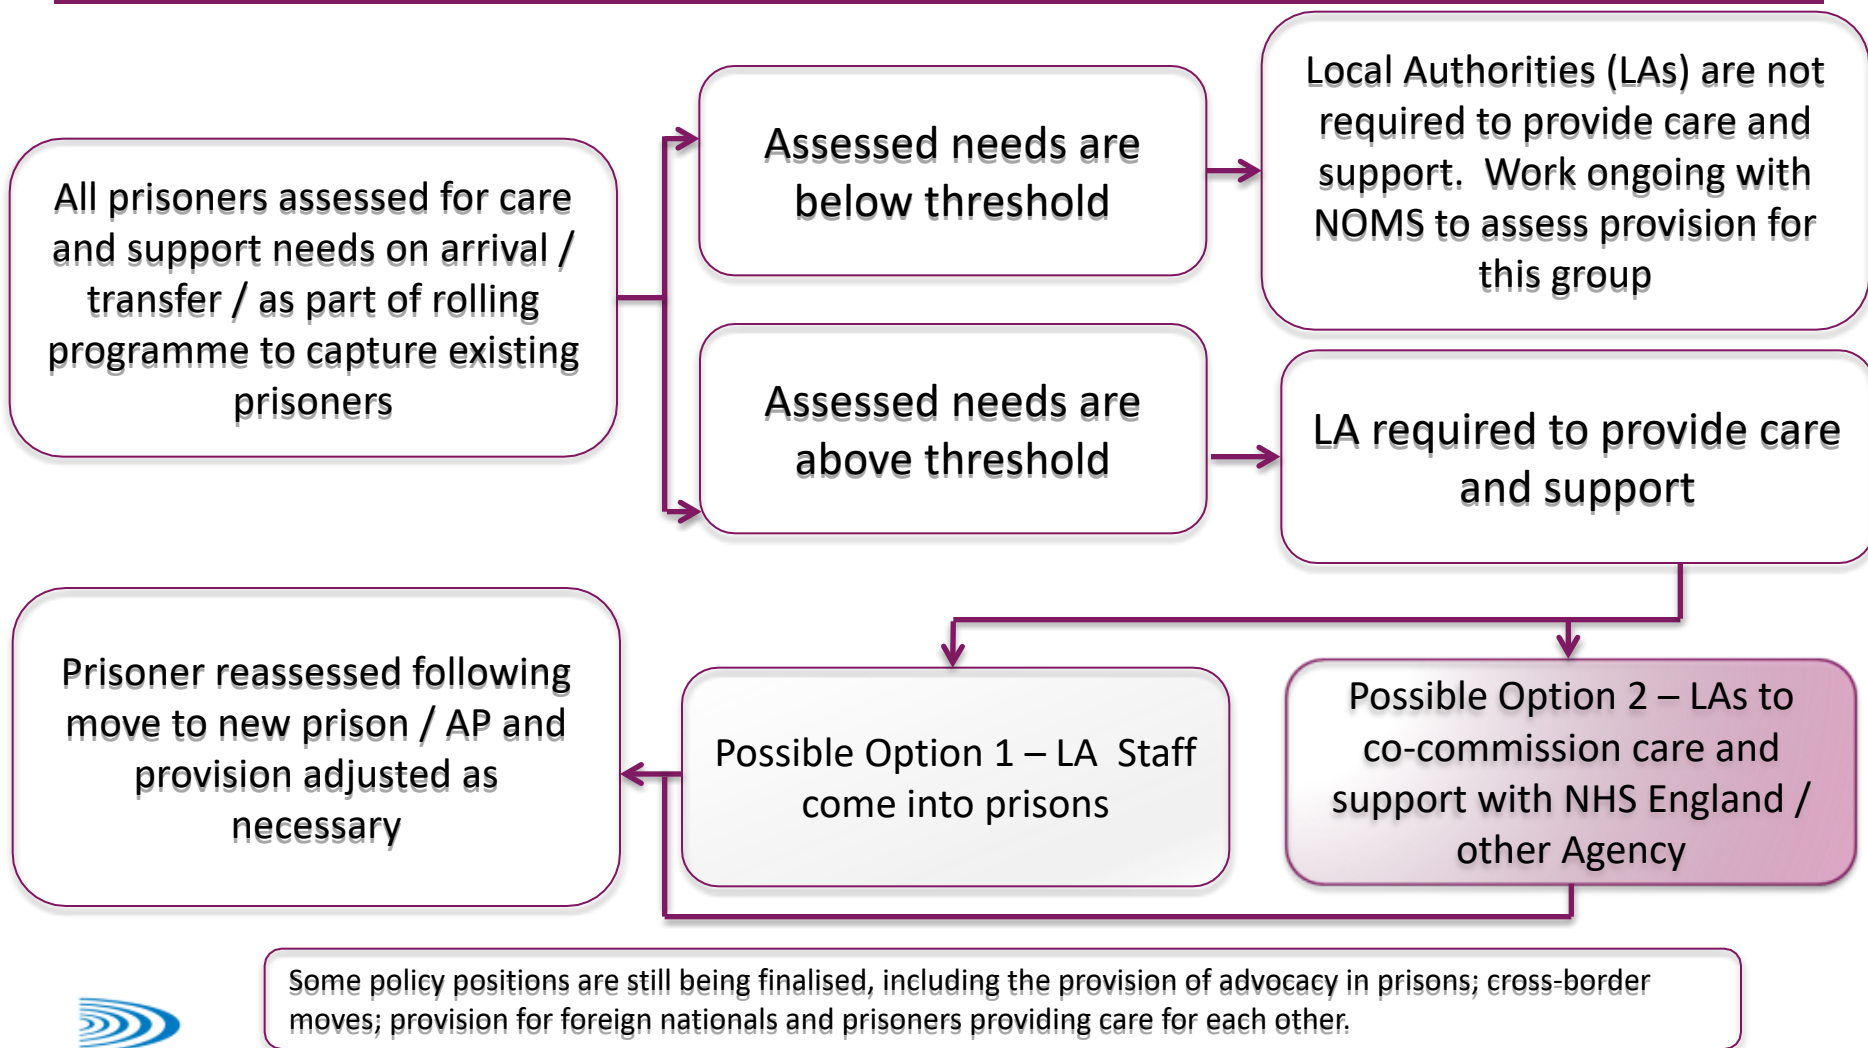 All prisoners assessed for care
and support needs on arrival /
transfer / as part of rolling
programme to capture existing
prisoners
Assessed needs are
below threshold
Local Authorities (LAs) are not
required to provide care and
support.  Work ongoing with
NOMS to assess provision for
this group
Assessed needs are
above threshold
LA required to provide care
and support
Prisoner reassessed following
move to new prison / AP and
provision adjusted as
necessary
Possible Option 1 – LA  Staff
come into prisons
Possible Option 2 – LAs to
co-commission care and
support with NHS England /
other Agency
Some policy positions are still being finalised, including the provision of advocacy in prisons; cross-border
moves; provision for foreign nationals and prisoners providing care for each other.